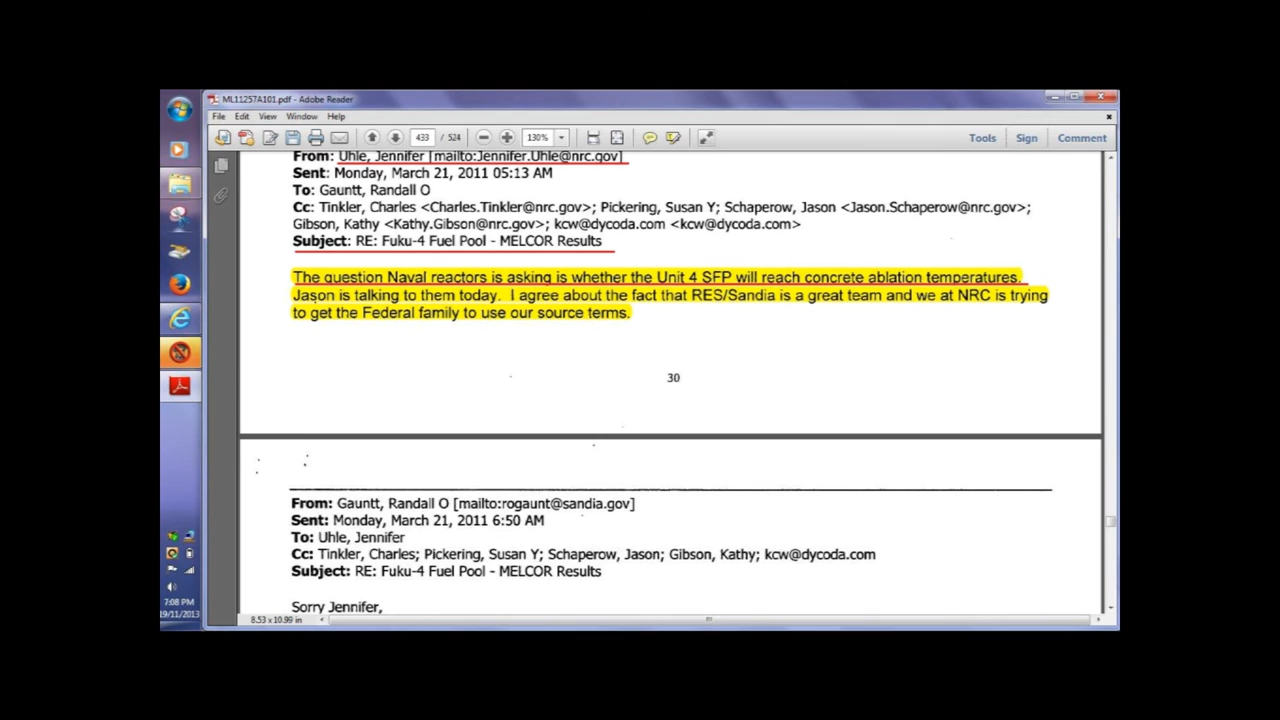 ML11257A101.pdf - Adobe Reader
File Edit View Window Help
433 / 524 130% Tools Sign Comment
From: Uhle, Jennifer [mailto:Jennifer.Uhle@nrc.gov]
Sent: Monday, March 21, 2011 05:13 AM
To: Gauntt, Randall O
Cc: Tinkler, Charles <Charles.Tinkler@nrc.gov>; Pickering, Susan Y; Schaperow, Jason <Jason.Schaperow@nrc.gov>;
Gibson, Kathy <Kathy.Gibson@nrc.gov>; kcw@dycoda.com <kcw@dycoda.com>
Subject: RE: Fuku-4 Fuel Pool - MELCOR Results
The question Naval reactors is asking is whether the Unit 4 SFP will reach concrete ablation temperatures.
Jason is talking to them today. I agree about the fact that RES/Sandia is a great team and we at NRC is trying
to get the Federal family to use our source terms.
30
From: Gauntt, Randall O [mailto:rogaunt@sandia.gov]
Sent: Monday, March 21, 2011 6:50 AM
To: Uhle, Jennifer
Cc: Tinkler, Charles; Pickering, Susan Y; Schaperow, Jason; Gibson, Kathy; kcw@dycoda.com
Subject: RE: Fuku-4 Fuel Pool - MELCOR Results
Sorry Jennifer,
8.53 x 10.99 in
7:08 PM
19/11/2013